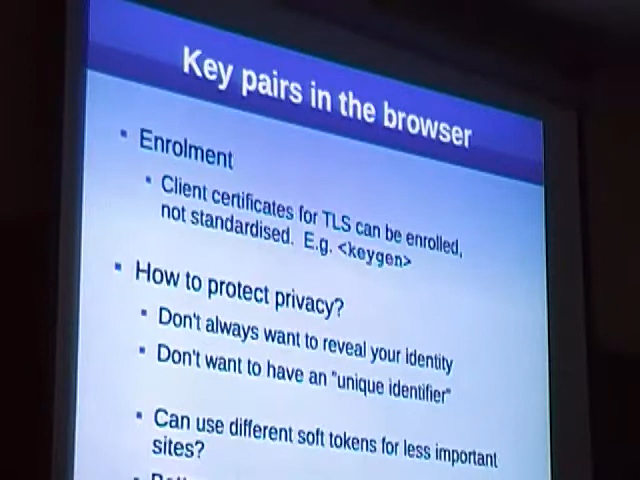 Key pairs in the browser
Enrolment
Client certificates for TLS can be enrolled,
not standardised. E.g. <keygen>
How to protect privacy?
Don't always want to reveal your identity
Don't want to have an "unique identifier"
Can use different soft tokens for less important
sites?